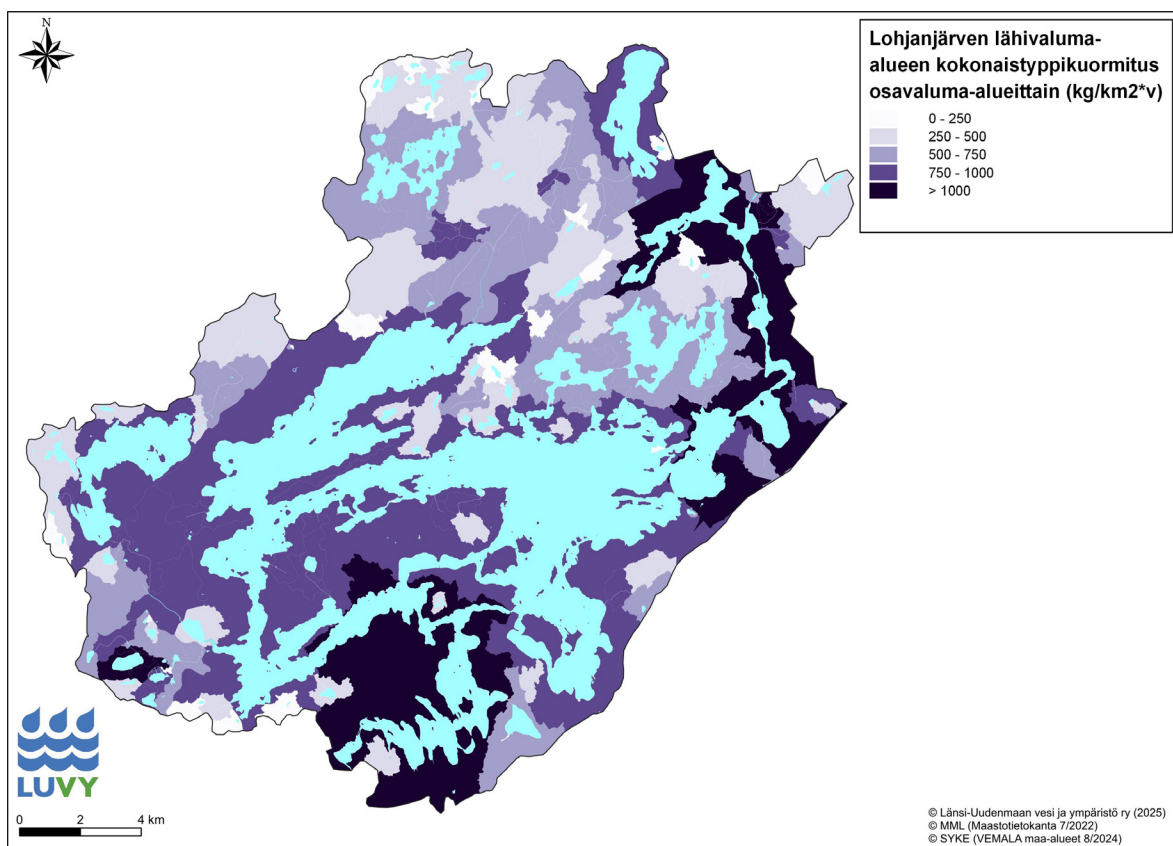 N
Lohjanjärven lähivaluma-
alueen kokonaistyppikuormitus
osavaluma-alueittain (kg/km2*v)
0 - 250
250 - 500
500 - 750
750 - 1000
> 1000
LUVY
0 2 4 km
© Länsi-Uudenmaan vesi ja ympäristö ry (2025)
© MML (Maastotietokanta 7/2022)
© SYKE (VEMALA maa-alueet 8/2024)